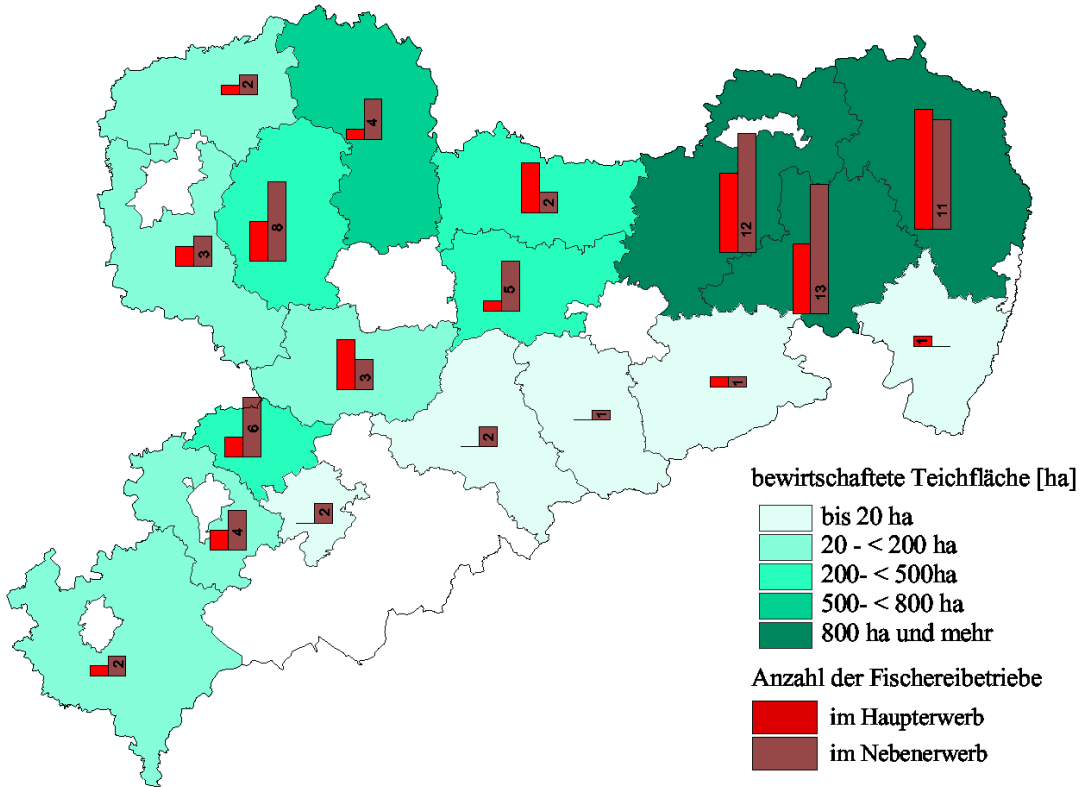 2
4
2
8
12
11
3
5
13
1
3
1
1
6
2
2
4
2
bewirtschaftete Teichfläche [ha]
bis 20 ha
20 - < 200 ha
200- < 500ha
500- < 800 ha
800 ha und mehr
Anzahl der Fischereibetriebe
im Haupterwerb
im Nebenerwerb